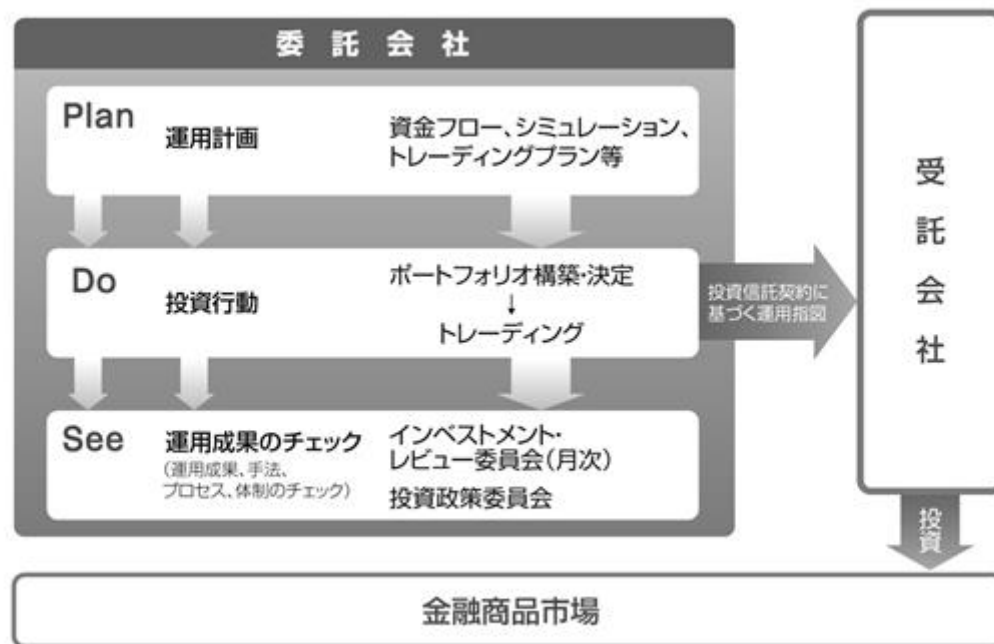 委託会社
Plan
運用計画
資金フロー、シミュレーション、
トレーディングプラン等
Do
投資行動
ポートフォリオ構築・決定
↓
トレーディング
See
運用成果のチェック
(運用成果、手法、
プロセス、体制のチェック)
インベストメント・
レビュー委員会(月次)
投資政策委員会
投資信託契約に
基づく運用指図
受託会社
投資
金融商品市場